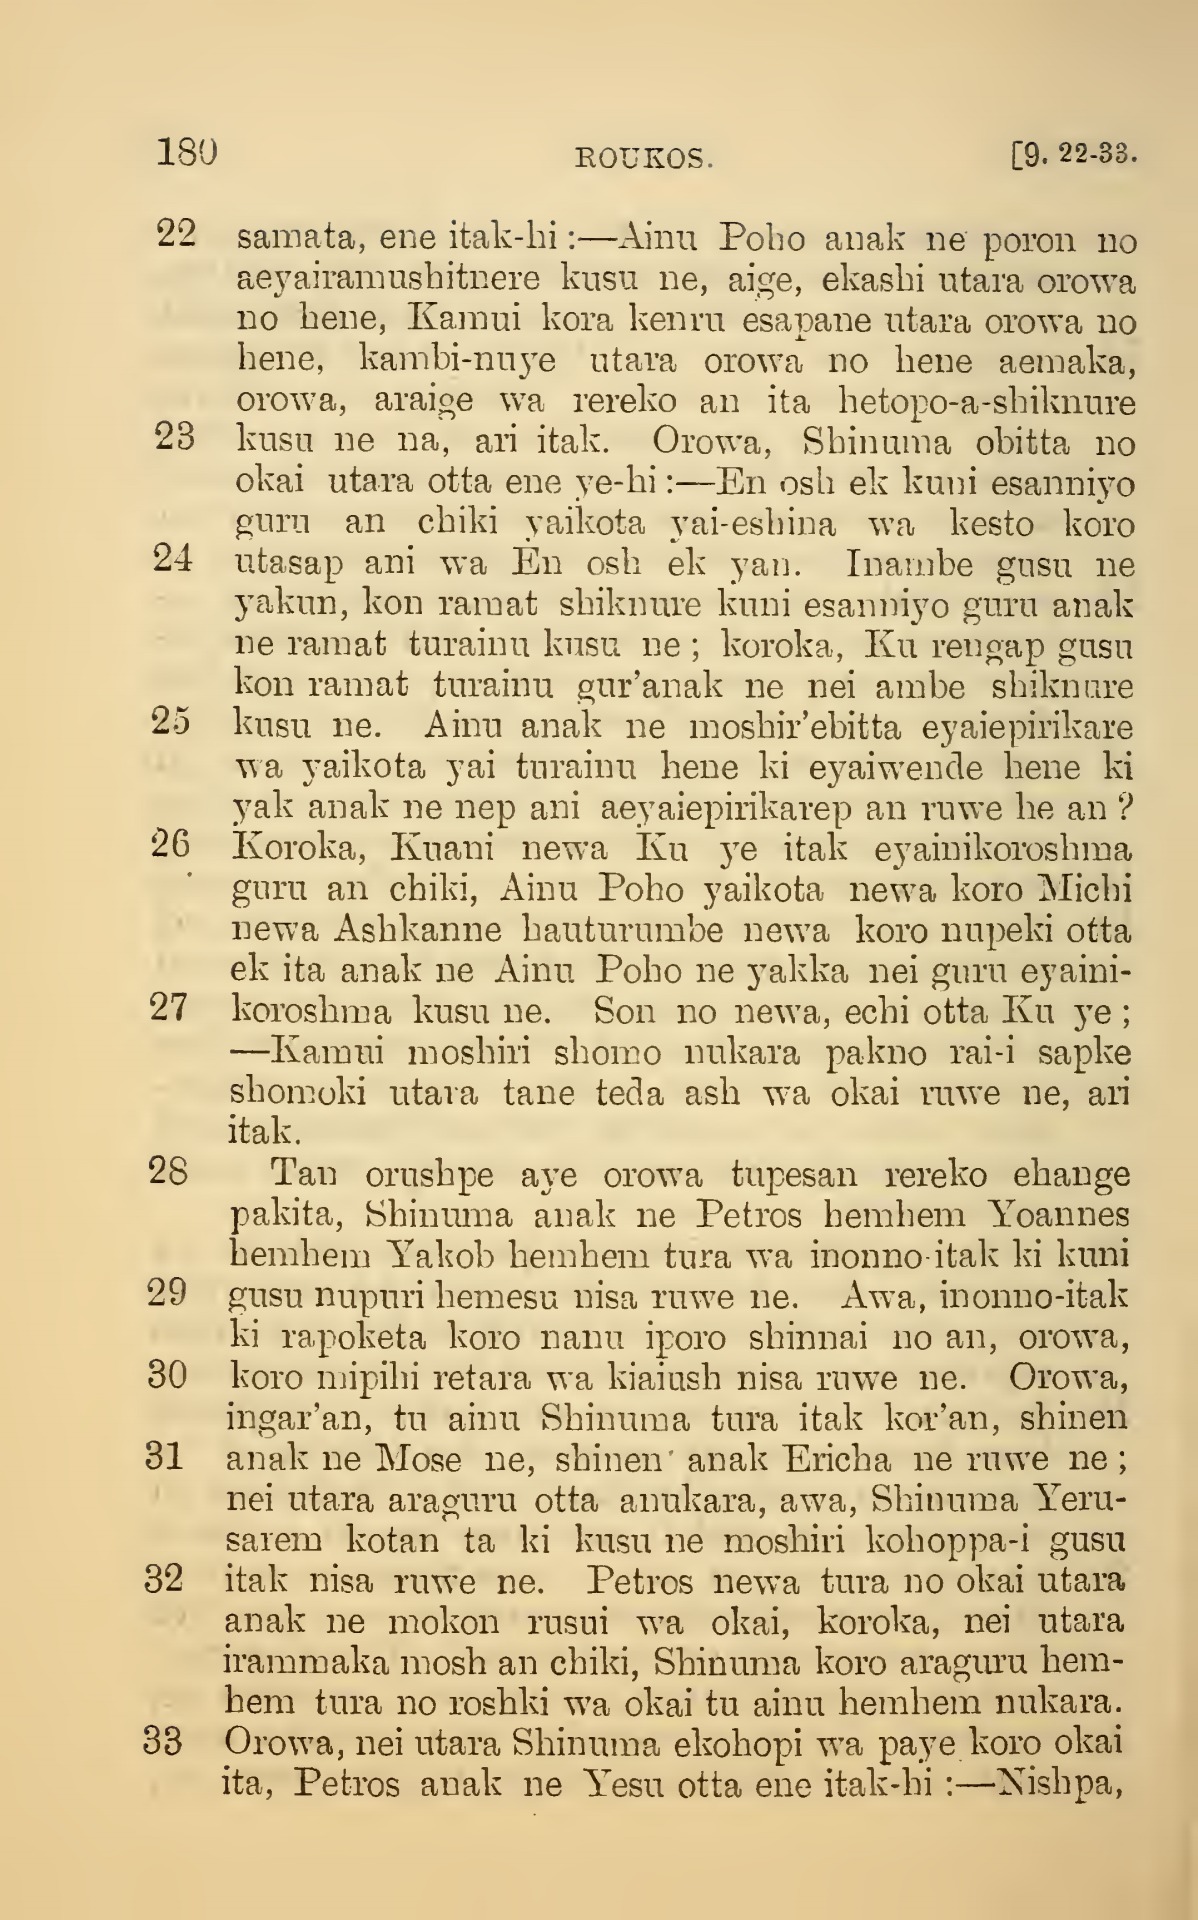 180 ROUKOS. [9. 22-33.
22 samata, ene itak-hi :—Ainu Poho anak ne poron no
aeyairamushitnere kusu ne, aige, ekashi utara orowa
no hene, Kamui kora kenru esapane utara orowa no
hene, kambi-nuye utara orowa no hene aemaka,
orowa, araige wa rereko an ita hetopo-a-shiknure
23 kusu ne na, ari itak. Orowa, Shinuma obitta no
okai utara otta ene ye-hi :—En osh ek kuni esanniyo
guru an chiki yaikota yai-eshina wa kesto koro
24 utasap ani wa En osh ek yan. Inambe gusu ne
yakun, kon ramat shiknure kuni esanniyo guru anak
ne ramat turainu kusu ne ; koroka, Ku rengap gusu
kon ramat turainu gur'anak ne nei ambe shiknure
25 kusu ne. Ainu anak ne moshir'ebitta eyaiepirikare
wa yaikota yai turainu hene ki eyaiwende hene ki
yak anak ne nep ani aeyaiepirikarep an ruwe he an ?
26 Koroka, Kuani newa Ku ye itak eyainikoroshma
guru an chiki, Ainu Poho yaikota newa koro Michi
newa Ashkanne hauturumbe newa koro nupeki otta
ek ita anak ne Ainu Poho ne yakka nei guru eyaini-
27 koroshma kusu ne. Son no newa, echi otta Ku ye ;
—Kamui moshiri shomo nukara pakno rai-i sapke
shomoki utara tane teda ash wa okai ruwe ne, ari
itak.
28 Tan orushpe aye orowa tupesan rereko ehange
pakita, Shinuma anak ne Petros hemhem Yoannes
hemhem Yakob hemhem tura wa inonno-itak ki kuni
29 gusu nupuri hemesu nisa ruwe ne. Awa, inonno-itak
ki rapoketa koro nanu iporo shinnai no an, orowa,
30 koro mipihi retara wa kiaiush nisa ruwe ne. Orowa,
ingar'an, tu ainu Shinuma tura itak kor'an, shinen
31 anak ne Mose ne, shinen anak Ericha ne ruwe ne ;
nei utara araguru otta anukara, awa, Shinuma Yeru-
sarem kotan ta ki kusu ne moshiri kohoppa-i gusu
32 itak nisa ruwe ne. Petros newa tura no okai utara
anak ne mokon rusui wa okai, koroka, nei utara
irammaka mosh an chiki, Shinuma koro araguru hem-
hem tura no roshki wa okai tu ainu hemhem nukara.
33 Orowa, nei utara Shinuma ekohopi wa paye koro okai
ita, Petros anak ne Yesu otta ene itak-hi :—Nishpa,